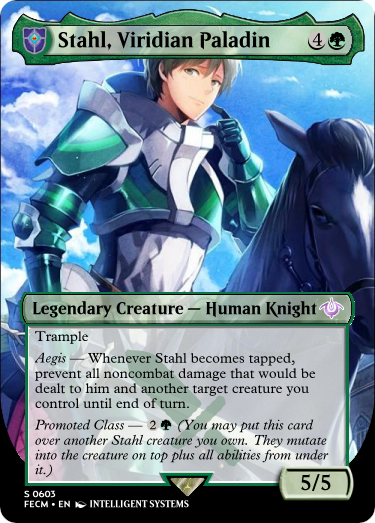 Stahl, Viridian Paladin 4
Legendary Creature — Human Knight
Trample
Aegis — Whenever Stahl becomes tapped,
prevent all noncombat damage that would be
dealt to him and another target creature you
control until end of turn.
Promoted Class — 2 (You may put this card
over another Stahl creature you own. They mutate
into the creature on top plus all abilities from under
it.)
5/5
S 0603
FECM • EN INTELLIGENT SYSTEMS